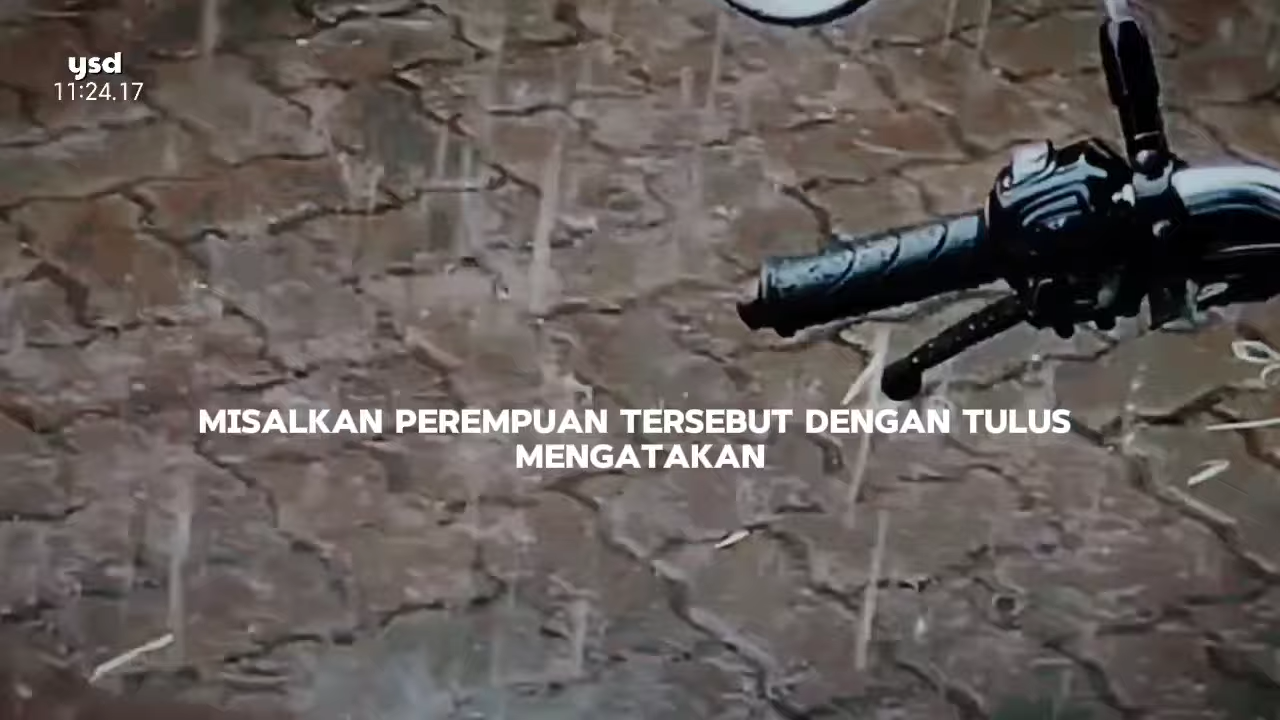 ysd
11:24.17
MISALKAN PEREMPUAN TERSEBUT DENGAN TULUS
MENGATAKAN